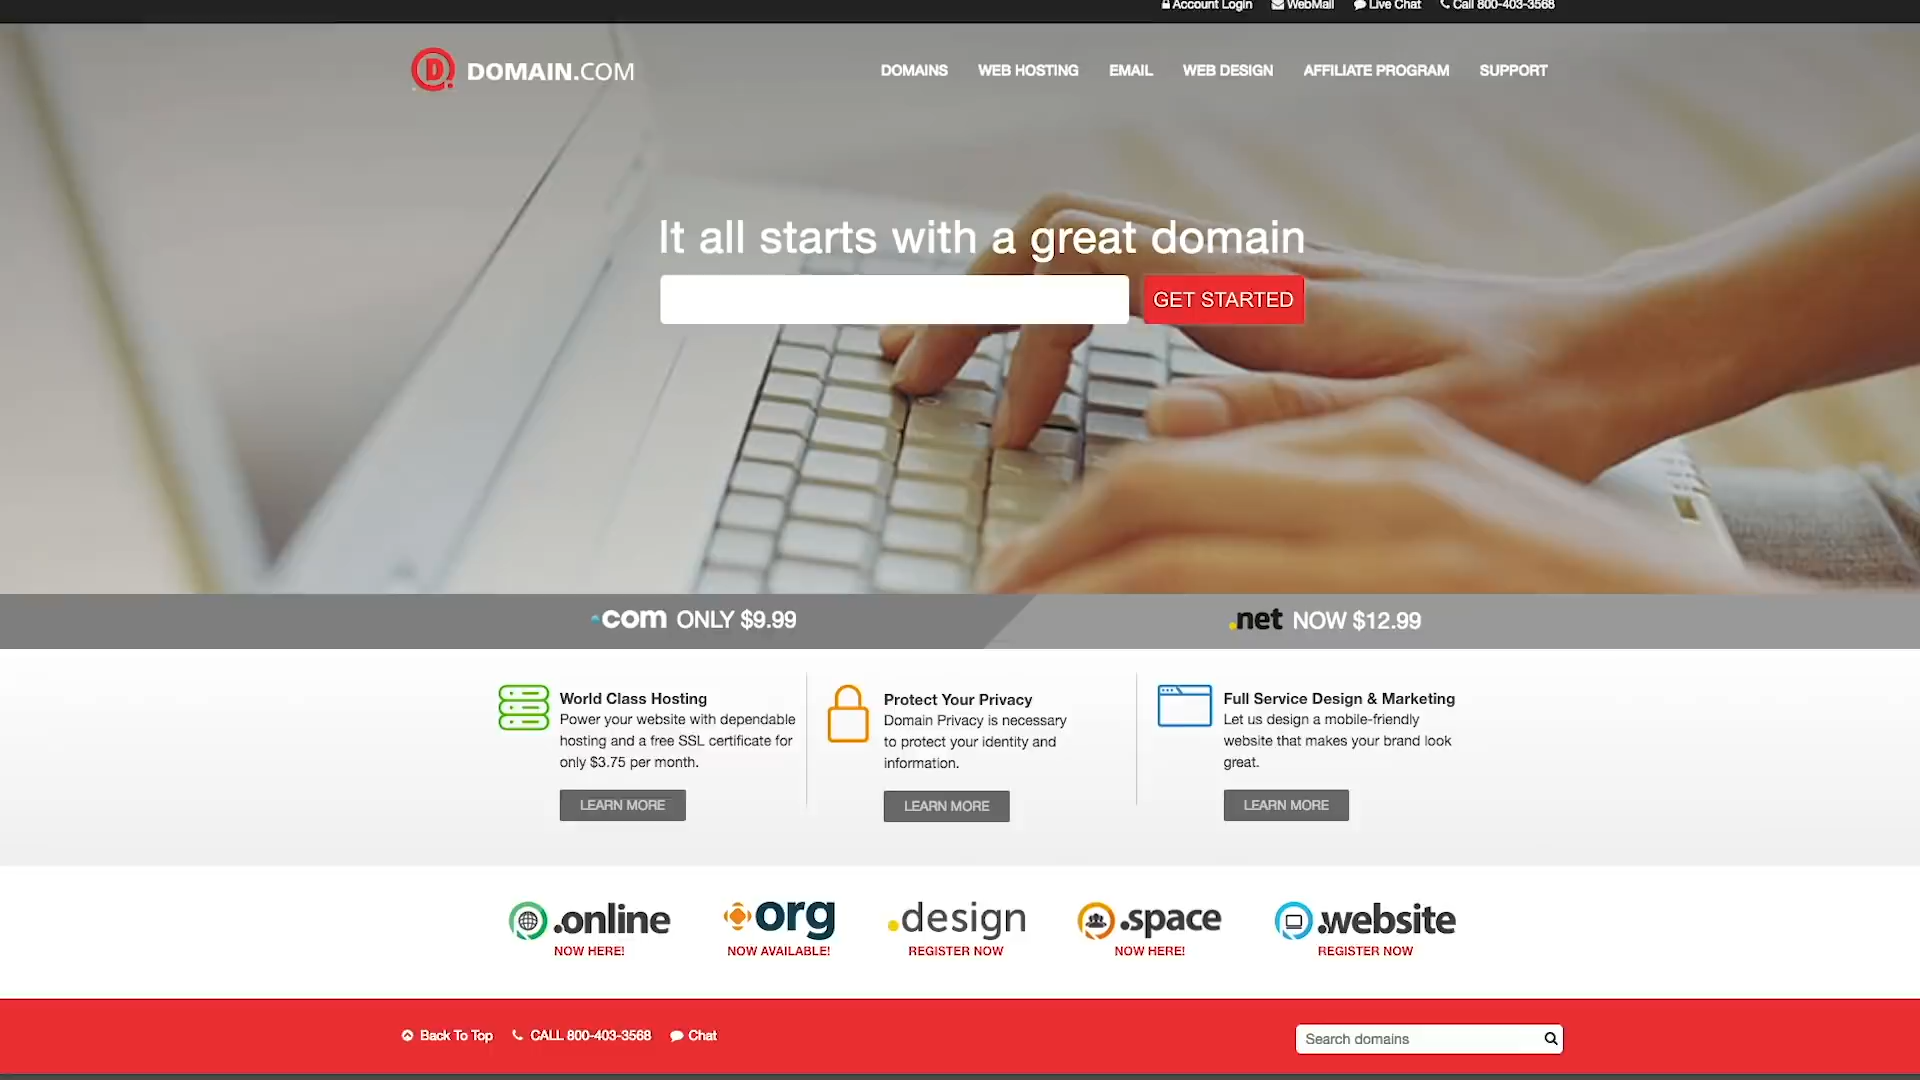 Account Login WebMail Live Chat Call 800-403-3568
DOMAIN.COM
DOMAINS WEB HOSTING EMAIL WEB DESIGN AFFILIATE PROGRAM SUPPORT
It all starts with a great domain
GET STARTED
.com ONLY $9.99
.net NOW $12.99
World Class Hosting
Power your website with dependable
hosting and a free SSL certificate for
only $3.75 per month.
LEARN MORE
Protect Your Privacy
Domain Privacy is necessary
to protect your identity and
information.
LEARN MORE
Full Service Design & Marketing
Let us design a mobile-friendly
website that makes your brand look
great.
LEARN MORE
.online
NOW HERE!
org
NOW AVAILABLE!
.design
REGISTER NOW
.space
NOW HERE!
.website
REGISTER NOW
Back To Top CALL 800-403-3568 Chat
Search domains